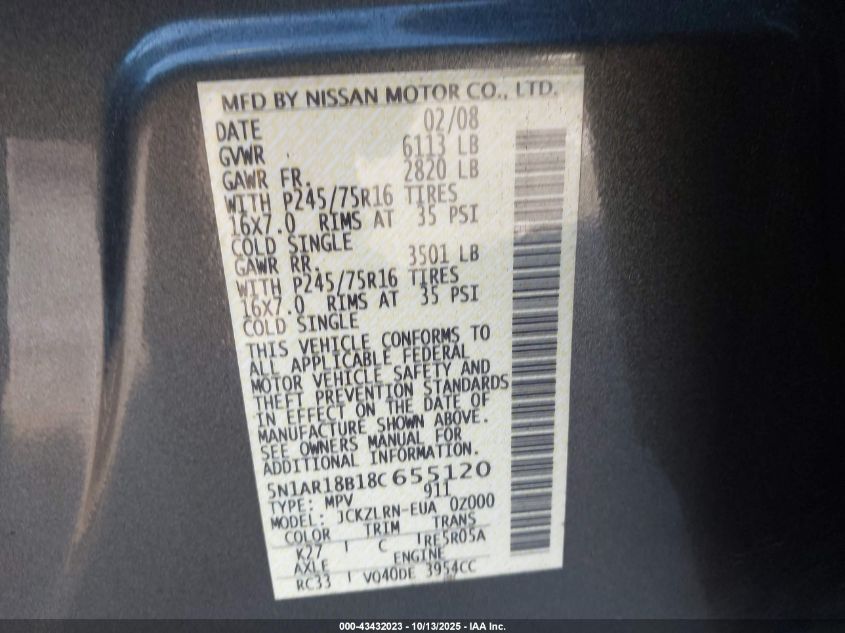 MFD BY NISSAN MOTOR CO., LTD.
DATE 02/08
GVWR 6113 LB
GAWR FR. 2820 LB
WITH P245/75R16 TIRES
16X7.0 RIMS AT 35 PSI
COLD SINGLE
GAWR RR. 3501 LB
WITH P245/75R16 TIRES
16X7.0 RIMS AT 35 PSI
COLD SINGLE
THIS VEHICLE CONFORMS TO
ALL APPLICABLE FEDERAL
MOTOR VEHICLE SAFETY AND
THEFT PREVENTION STANDARDS
IN EFFECT ON THE DATE OF
MANUFACTURE SHOWN ABOVE.
SEE OWNERS MANUAL FOR
ADDITIONAL INFORMATION.
5N1AR18B18C655120
TYPE: MPV 911
MODEL: JCKZLRN-EUA 0Z000
COLOR TRIM TRANS
K27 C RE5R05A
AXLE ENGINE
RC33 VQ40DE 3954CC
000-43432023 - 10/13/2025 - IAA Inc.